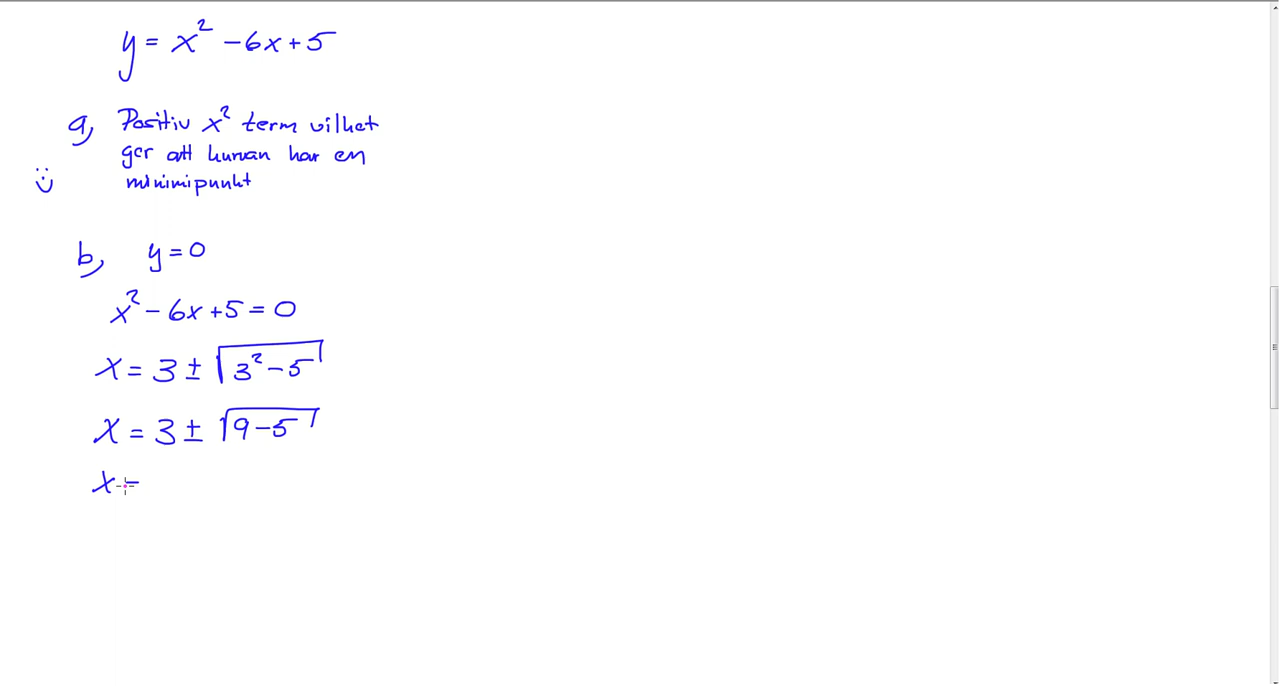 y = x² - 6x + 5
a, Positiv x² term vilket
ger att kurvan har en
minimipunkt
b, y = 0
x² - 6x + 5 = 0
x = 3 ± √(3² - 5)
x = 3 ± √(9 - 5)
x =